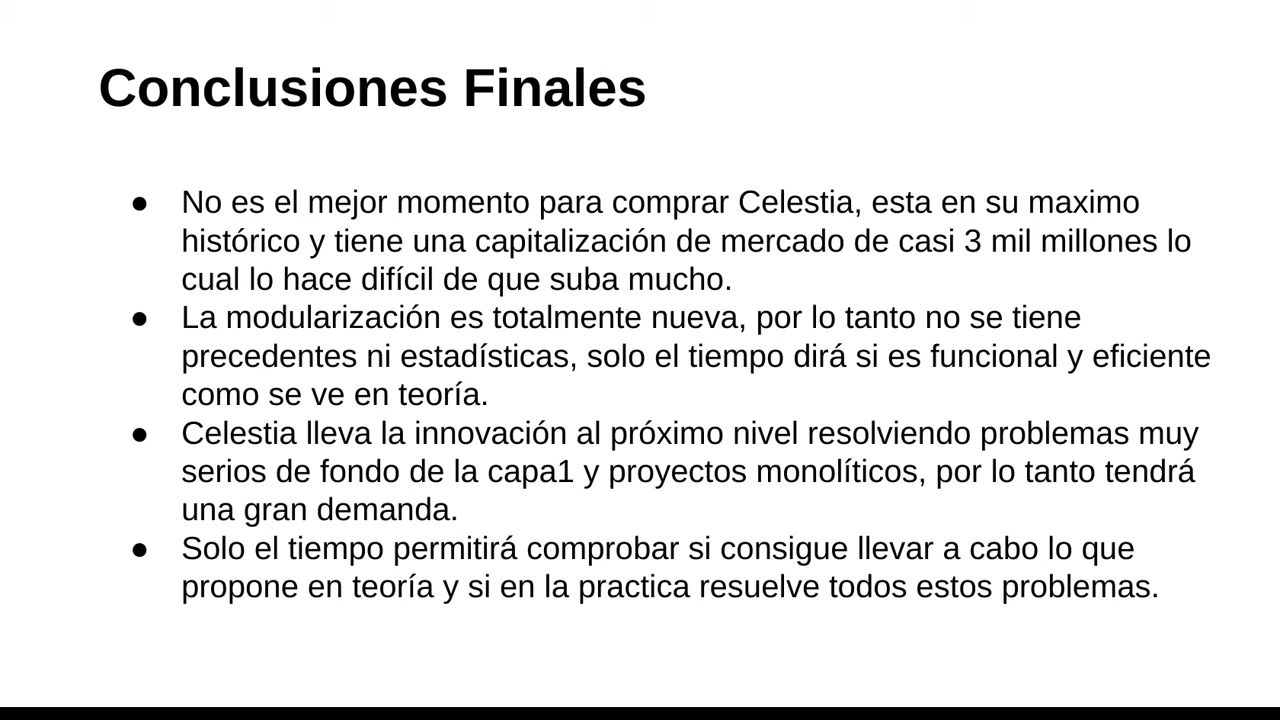 Conclusiones Finales
● No es el mejor momento para comprar Celestia, esta en su maximo
histórico y tiene una capitalización de mercado de casi 3 mil millones lo
cual lo hace difícil de que suba mucho.
● La modularización es totalmente nueva, por lo tanto no se tiene
precedentes ni estadísticas, solo el tiempo dirá si es funcional y eficiente
como se ve en teoría.
● Celestia lleva la innovación al próximo nivel resolviendo problemas muy
serios de fondo de la capa1 y proyectos monolíticos, por lo tanto tendrá
una gran demanda.
● Solo el tiempo permitirá comprobar si consigue llevar a cabo lo que
propone en teoría y si en la practica resuelve todos estos problemas.